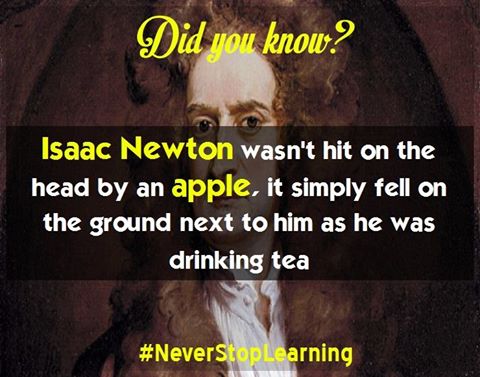 Did you know?
Isaac Newton wasn't hit on the
head by an apple, it simply fell on
the ground next to him as he was
drinking tea
#NeverStopLearning